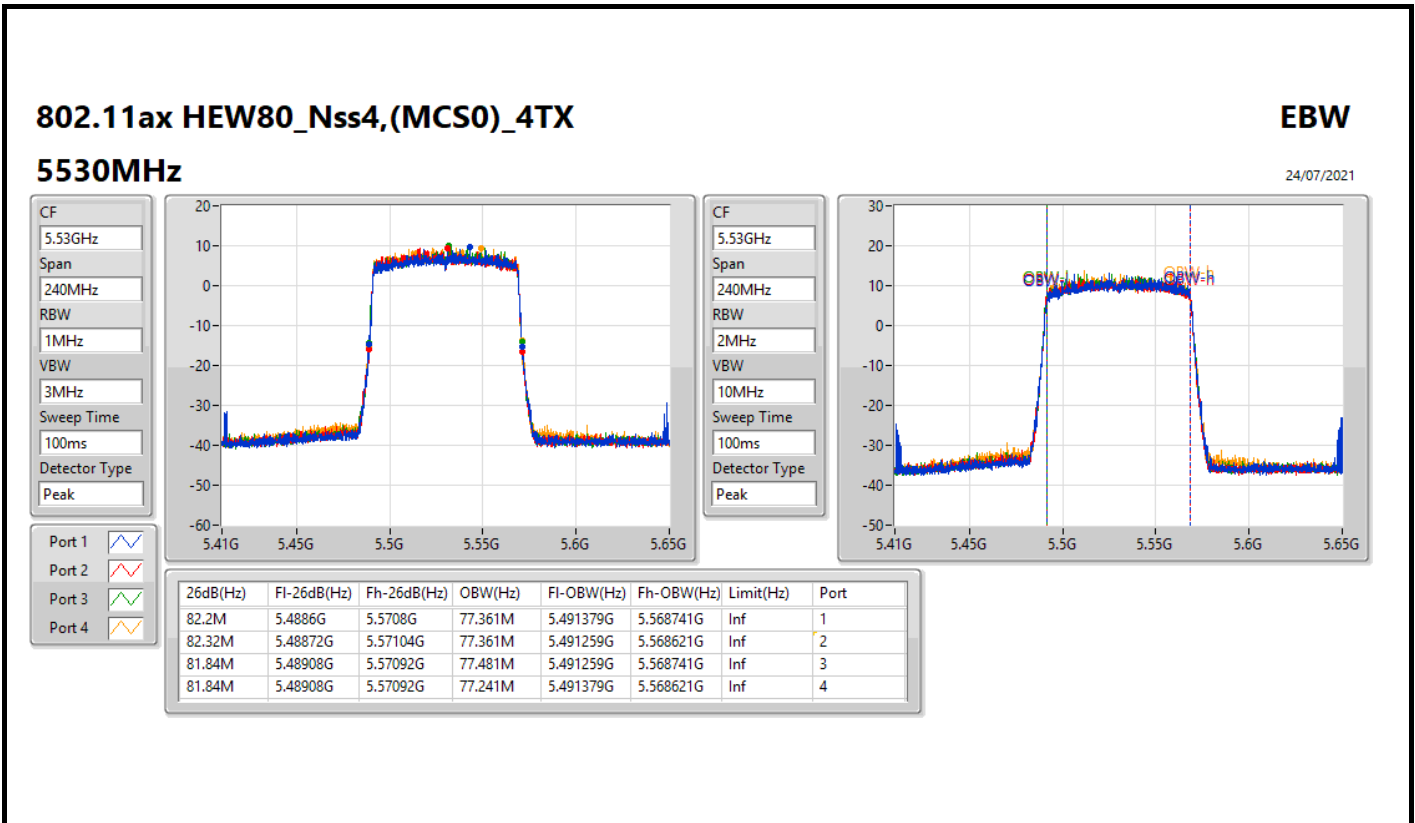 802.11ax HEW80_Nss4,(MCS0)_4TX
EBW
5530MHz
24/07/2021
CF
5.53GHz
Span
240MHz
RBW
1MHz
VBW
3MHz
Sweep Time
100ms
Detector Type
Peak
20
10
0
-10
-20
-30
-40
-50
-60
5.41G 5.45G 5.5G 5.55G 5.6G 5.65G
CF
5.53GHz
Span
240MHz
RBW
2MHz
VBW
10MHz
Sweep Time
100ms
Detector Type
Peak
30
20
10
0
-10
-20
-30
-40
-50
OBW-l OBW-h
5.41G 5.45G 5.5G 5.55G 5.6G 5.65G
Port 1
Port 2
Port 3
Port 4
26dB(Hz) Fl-26dB(Hz) Fh-26dB(Hz) OBW(Hz) Fl-OBW(Hz) Fh-OBW(Hz) Limit(Hz) Port
82.2M 5.4886G 5.5708G 77.361M 5.491379G 5.568741G Inf 1
82.32M 5.48872G 5.57104G 77.361M 5.491259G 5.568621G Inf 2
81.84M 5.48908G 5.57092G 77.481M 5.491259G 5.568741G Inf 3
81.84M 5.48908G 5.57092G 77.241M 5.491379G 5.568621G Inf 4